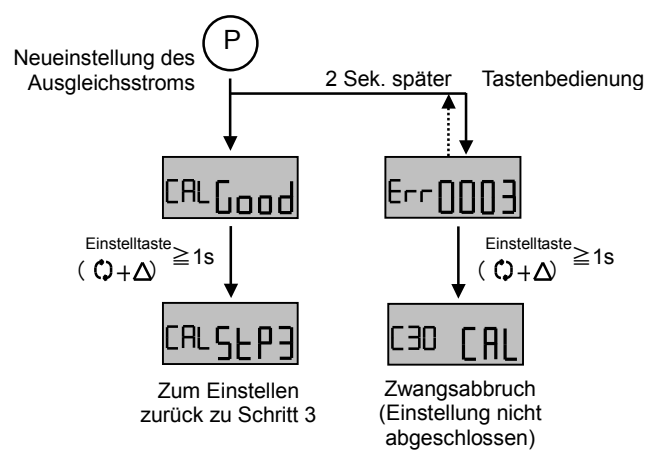 P
Neueinstellung des
Ausgleichsstroms
2 Sek. später
Tastenbedienung
CAL Good
Err 0003
Einstelltaste
( + △) ≧1s
Einstelltaste
( + △) ≧1s
CAL StP3
C30 CAL
Zum Einstellen
zurück zu Schritt 3
Zwangsabbruch
(Einstellung nicht
abgeschlossen)